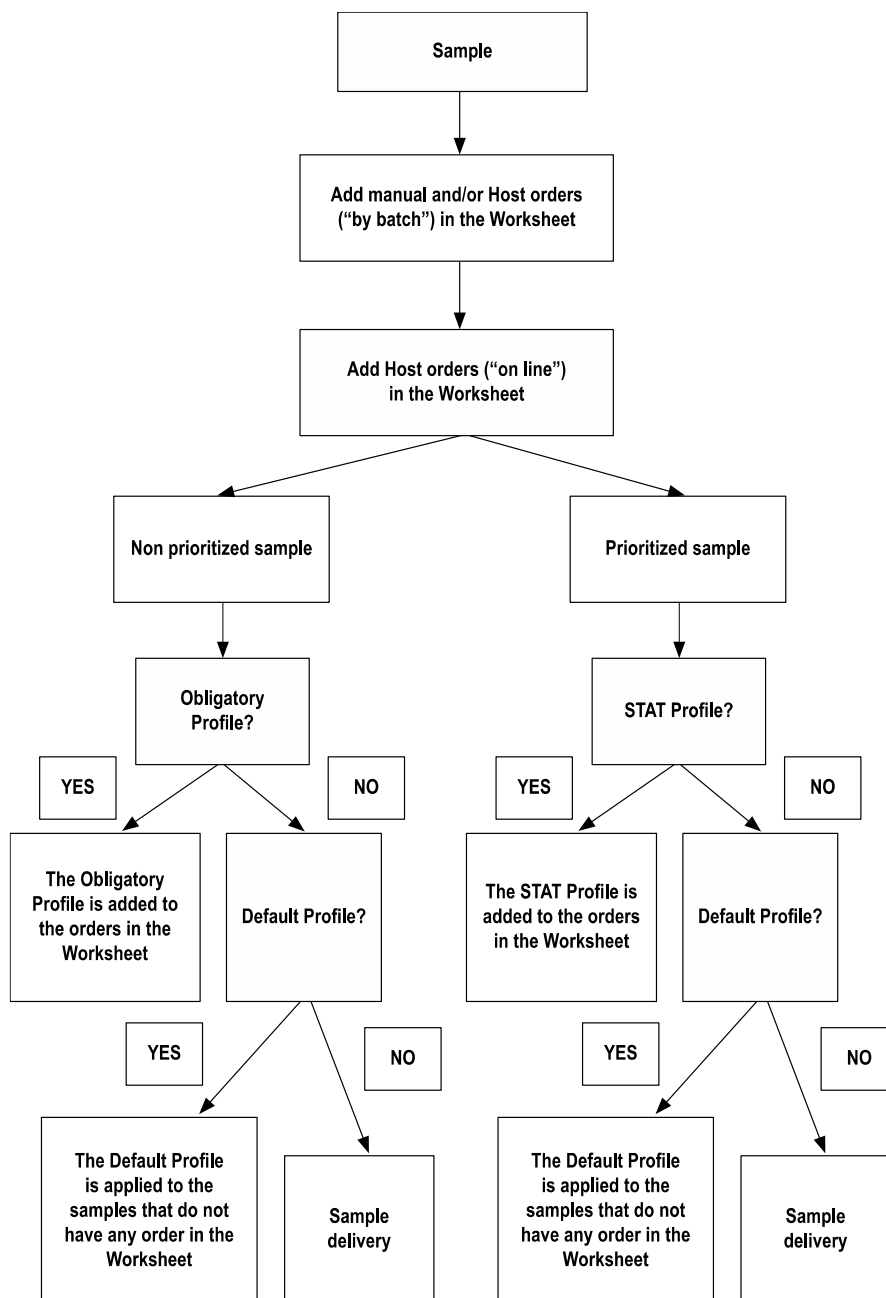 Sample
Add manual and/or Host orders
(“by batch”) in the Worksheet
Add Host orders (“on line”)
in the Worksheet
Non prioritized sample
Prioritized sample
Obligatory
Profile?
STAT Profile?
YES
NO
YES
NO
The Obligatory
Profile is added to
the orders in the
Worksheet
Default Profile?
The STAT Profile is
added to the orders
in the Worksheet
Default Profile?
YES
NO
YES
NO
The Default Profile
is applied to the
samples that do not
have any order in the
Worksheet
Sample
delivery
The Default Profile
is applied to the
samples that do not
have any order in the
Worksheet
Sample
delivery